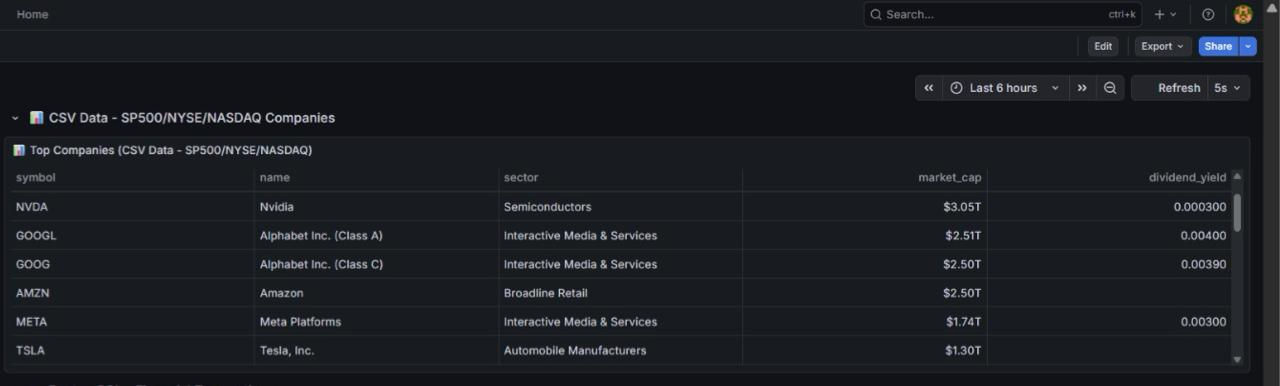 Home Search... ctrl+k
Edit Export Share
Last 6 hours Refresh 5s
CSV Data - SP500/NYSE/NASDAQ Companies
Top Companies (CSV Data - SP500/NYSE/NASDAQ)
symbol name sector market_cap dividend_yield
NVDA Nvidia Semiconductors $3.05T 0.000300
GOOGL Alphabet Inc. (Class A) Interactive Media & Services $2.51T 0.00400
GOOG Alphabet Inc. (Class C) Interactive Media & Services $2.50T 0.00390
AMZN Amazon Broadline Retail $2.50T
META Meta Platforms Interactive Media & Services $1.74T 0.00300
TSLA Tesla, Inc. Automobile Manufacturers $1.30T